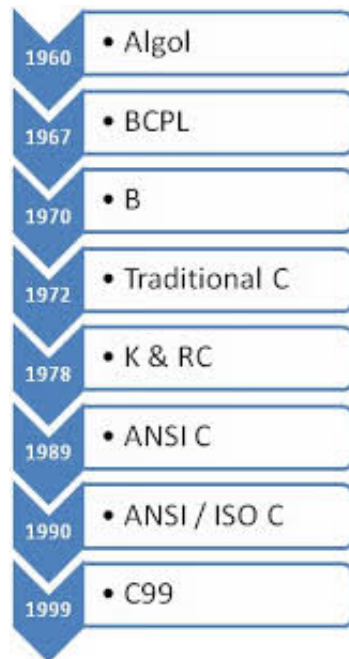 1960
• Algol
1967
• BCPL
1970
• B
1972
• Traditional C
1978
• K & RC
1989
• ANSI C
1990
• ANSI / ISO C
1999
• C99